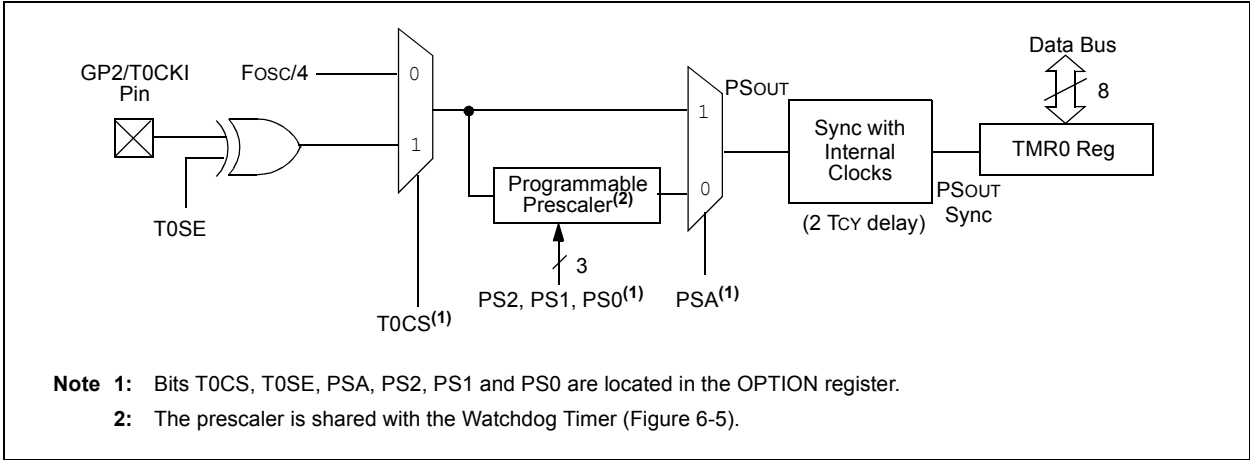 GP2/T0CKI
Pin
T0SE
FOSC/4
0
1
T0CS(1)
Programmable
Prescaler(2)
3
PS2, PS1, PS0(1)
1
0
PSA(1)
PSOUT
Sync with
Internal
Clocks
(2 TCY delay)
PSOUT
Sync
Data Bus
8
TMR0 Reg
Note 1: Bits T0CS, T0SE, PSA, PS2, PS1 and PS0 are located in the OPTION register.
2: The prescaler is shared with the Watchdog Timer (Figure 6-5).